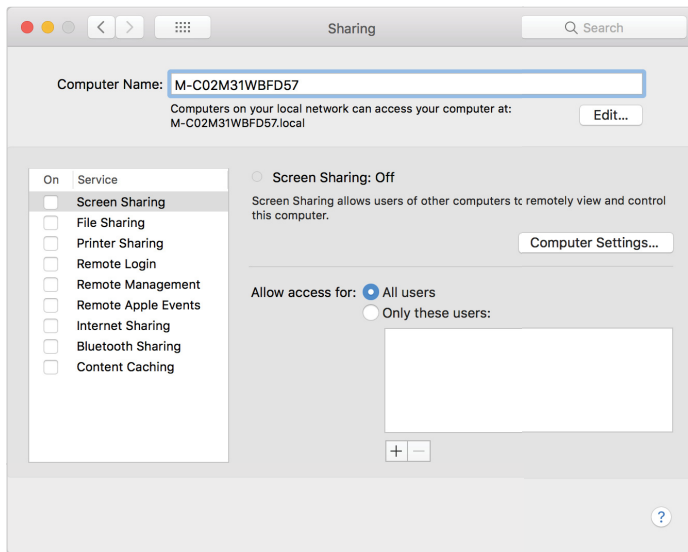 Sharing
Search
Computer Name:
M-C02M31WBFD57
Computers on your local network can access your computer at:
M-C02M31WBFD57.local
Edit...
On Service
Screen Sharing
File Sharing
Printer Sharing
Remote Login
Remote Management
Remote Apple Events
Internet Sharing
Bluetooth Sharing
Content Caching
Screen Sharing: Off
Screen Sharing allows users of other computers to remotely view and control
this computer.
Computer Settings...
Allow access for: All users
Only these users:
+ −
?